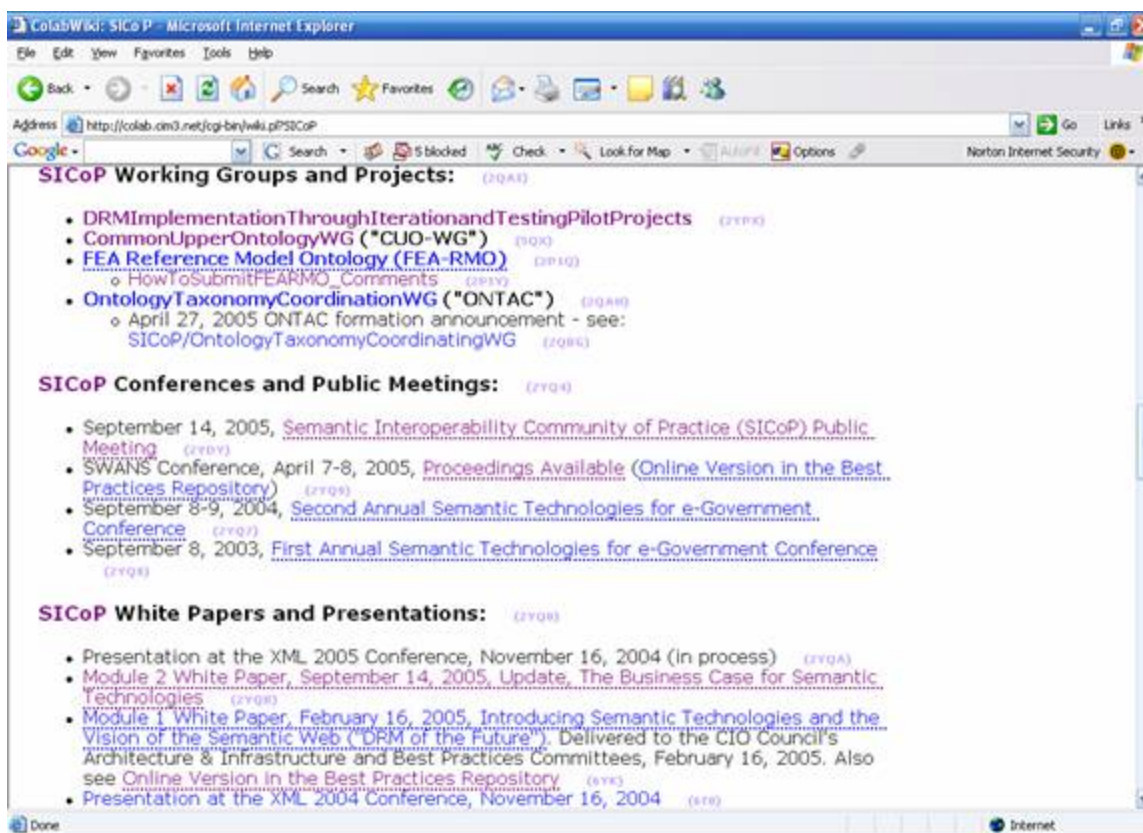 ColabWiki: SICoP - Microsoft Internet Explorer
File Edit View Favorites Tools Help
Back Search Favorites
Address http://colab.cim3.net/cgi-bin/wiki.pl?SICoP Go Links
Google Search 5 blocked Check Look for Map AutoFill Options Norton Internet Security
SICoP Working Groups and Projects:
• DRMImplementationThroughIterationandTestingPilotProjects
• CommonUpperOntologyWG ("CUO-WG")
• FEA Reference Model Ontology (FEA-RMO)
o HowToSubmitFEARMO_Comments
• OntologyTaxonomyCoordinationWG ("ONTAC")
o April 27, 2005 ONTAC formation announcement - see:
SICoP/OntologyTaxonomyCoordinatingWG
SICoP Conferences and Public Meetings:
• September 14, 2005, Semantic Interoperability Community of Practice (SICoP) Public
Meeting
• SWANS Conference, April 7-8, 2005, Proceedings Available (Online Version in the Best
Practices Repository)
• September 8-9, 2004, Second Annual Semantic Technologies for e-Government
Conference
• September 8, 2003, First Annual Semantic Technologies for e-Government Conference
SICoP White Papers and Presentations:
• Presentation at the XML 2005 Conference, November 16, 2004 (in process)
• Module 2 White Paper, September 14, 2005, Update, The Business Case for Semantic
Technologies
• Module 1 White Paper, February 16, 2005, Introducing Semantic Technologies and the
Vision of the Semantic Web ("DRM of the Future"). Delivered to the CIO Council's
Architecture & Infrastructure and Best Practices Committees, February 16, 2005. Also
see Online Version in the Best Practices Repository
• Presentation at the XML 2004 Conference, November 16, 2004
Done Internet